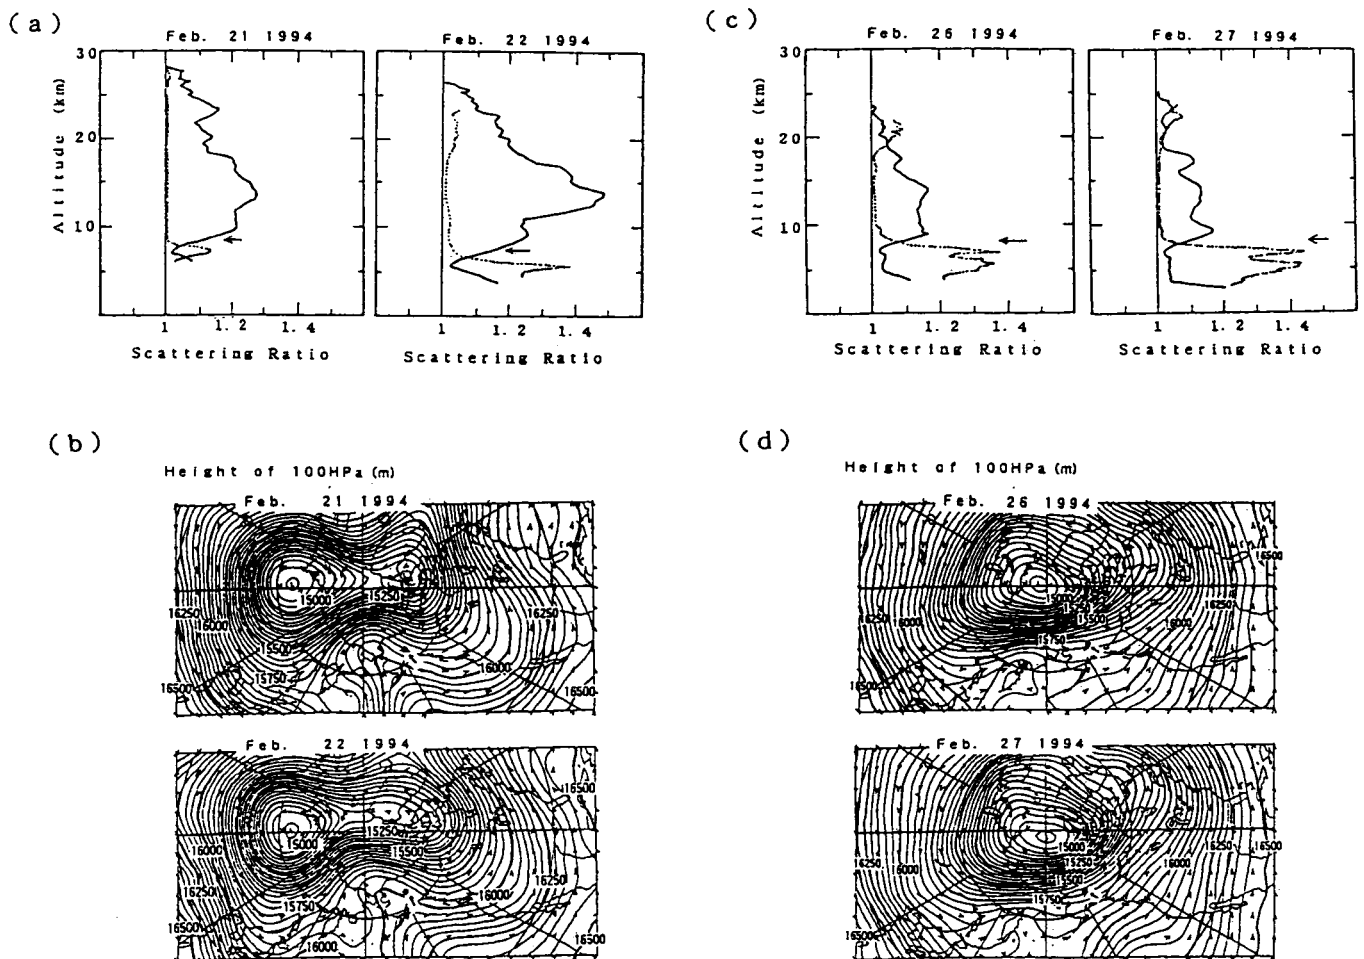 (a)
Feb. 21 1994
Feb. 22 1994
30
20
10
Altitude (km)
1 1.2 1.4
1 1.2 1.4
Scattering Ratio
Scattering Ratio
(c)
Feb. 26 1994
Feb. 27 1994
30
20
10
Altitude (km)
1 1.2 1.4
1 1.2 1.4
Scattering Ratio
Scattering Ratio
(b)
Height of 100HPa (m)
Feb. 21 1994
15000
15250
16250
16000
16250
15500
15750
16000
16500
16500
Feb. 22 1994
16500
15250
15000
15500
16000
16250
16000
16250
15750
16500
16000
16500
(d)
Height of 100HPa (m)
Feb. 26 1994
16500
15000
15250
15500
16250
16000
16250
15750
16000
16500
Feb. 27 1994
15000
16250
16500
15250
16250
16000
16000
15500
15750
16500